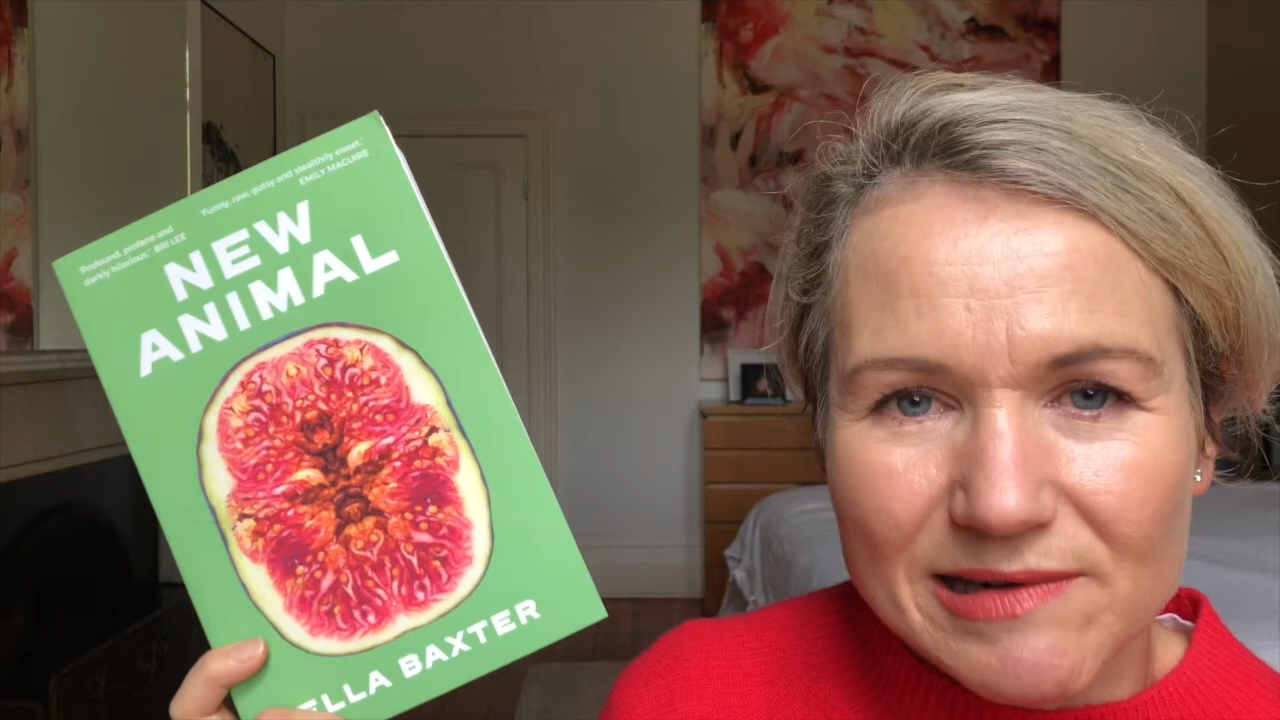 'Funny, raw, gutsy and stealthily sweet.'
EMILY MAGUIRE
'Profound, profane and
darkly hilarious.' BRI LEE
NEW
ANIMAL
ELLA BAXTER